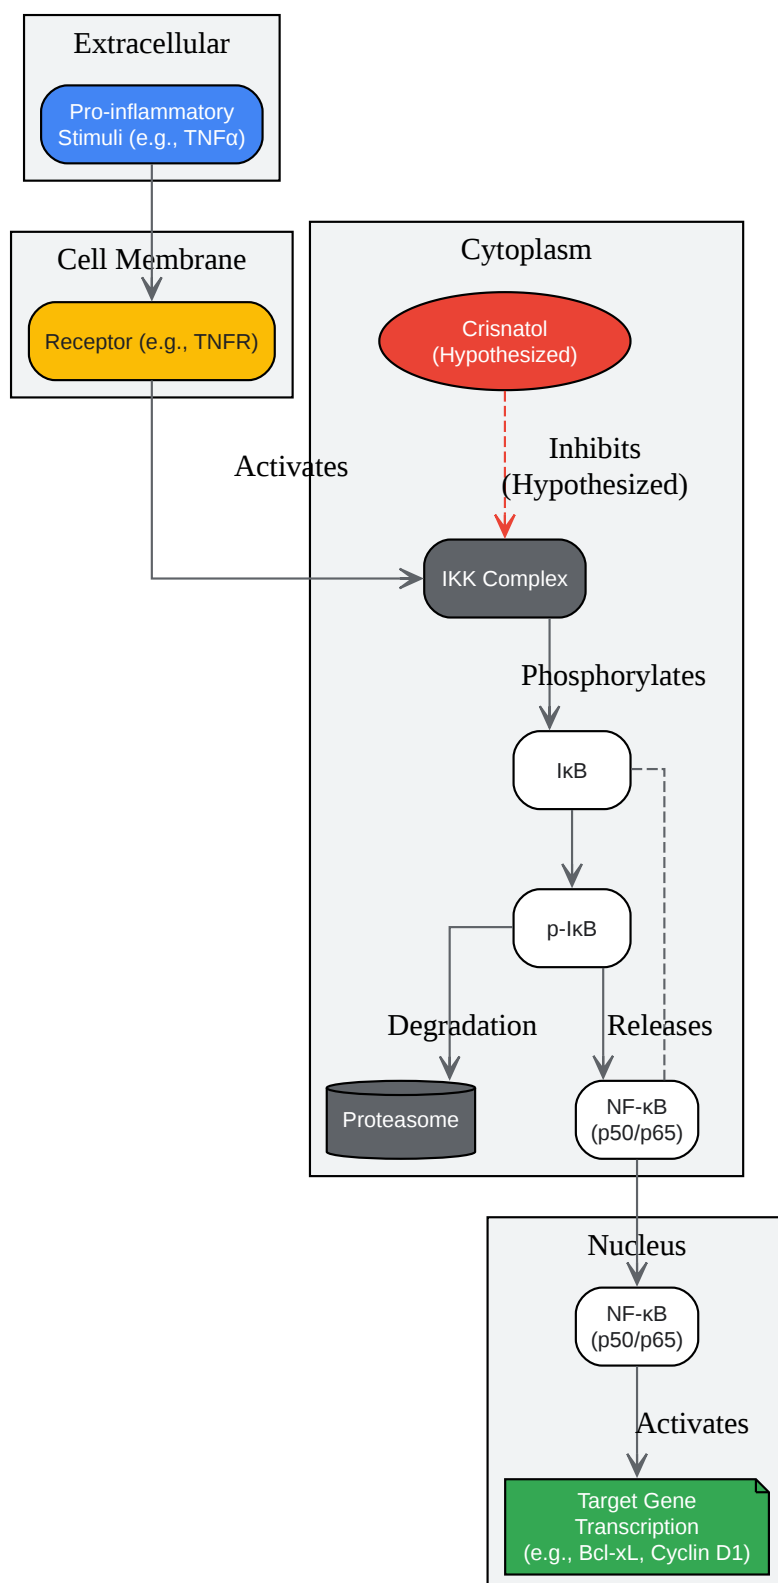 Extracellular
Pro-inflammatory
Stimuli (e.g., TNFα)
Cell Membrane
Receptor (e.g., TNFR)
Cytoplasm
Crisnatol
(Hypothesized)
Activates
Inhibits
(Hypothesized)
IKK Complex
Phosphorylates
IκB
p-IκB
Degradation
Releases
Proteasome
NF-κB
(p50/p65)
Nucleus
NF-κB
(p50/p65)
Activates
Target Gene
Transcription
(e.g., Bcl-xL, Cyclin D1)